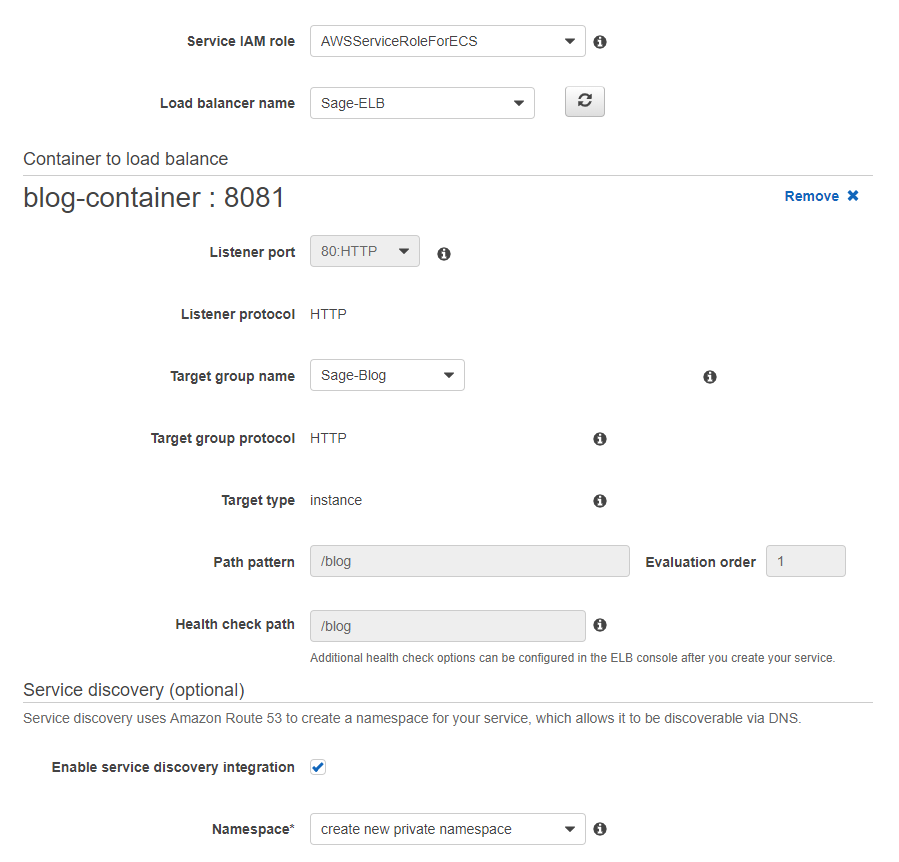 Service IAM role AWSServiceRoleForECS
Load balancer name Sage-ELB
Container to load balance
blog-container : 8081 Remove
Listener port 80:HTTP
Listener protocol HTTP
Target group name Sage-Blog
Target group protocol HTTP
Target type instance
Path pattern /blog Evaluation order 1
Health check path /blog
Additional health check options can be configured in the ELB console after you create your service.
Service discovery (optional)
Service discovery uses Amazon Route 53 to create a namespace for your service, which allows it to be discoverable via DNS.
Enable service discovery integration
Namespace* create new private namespace